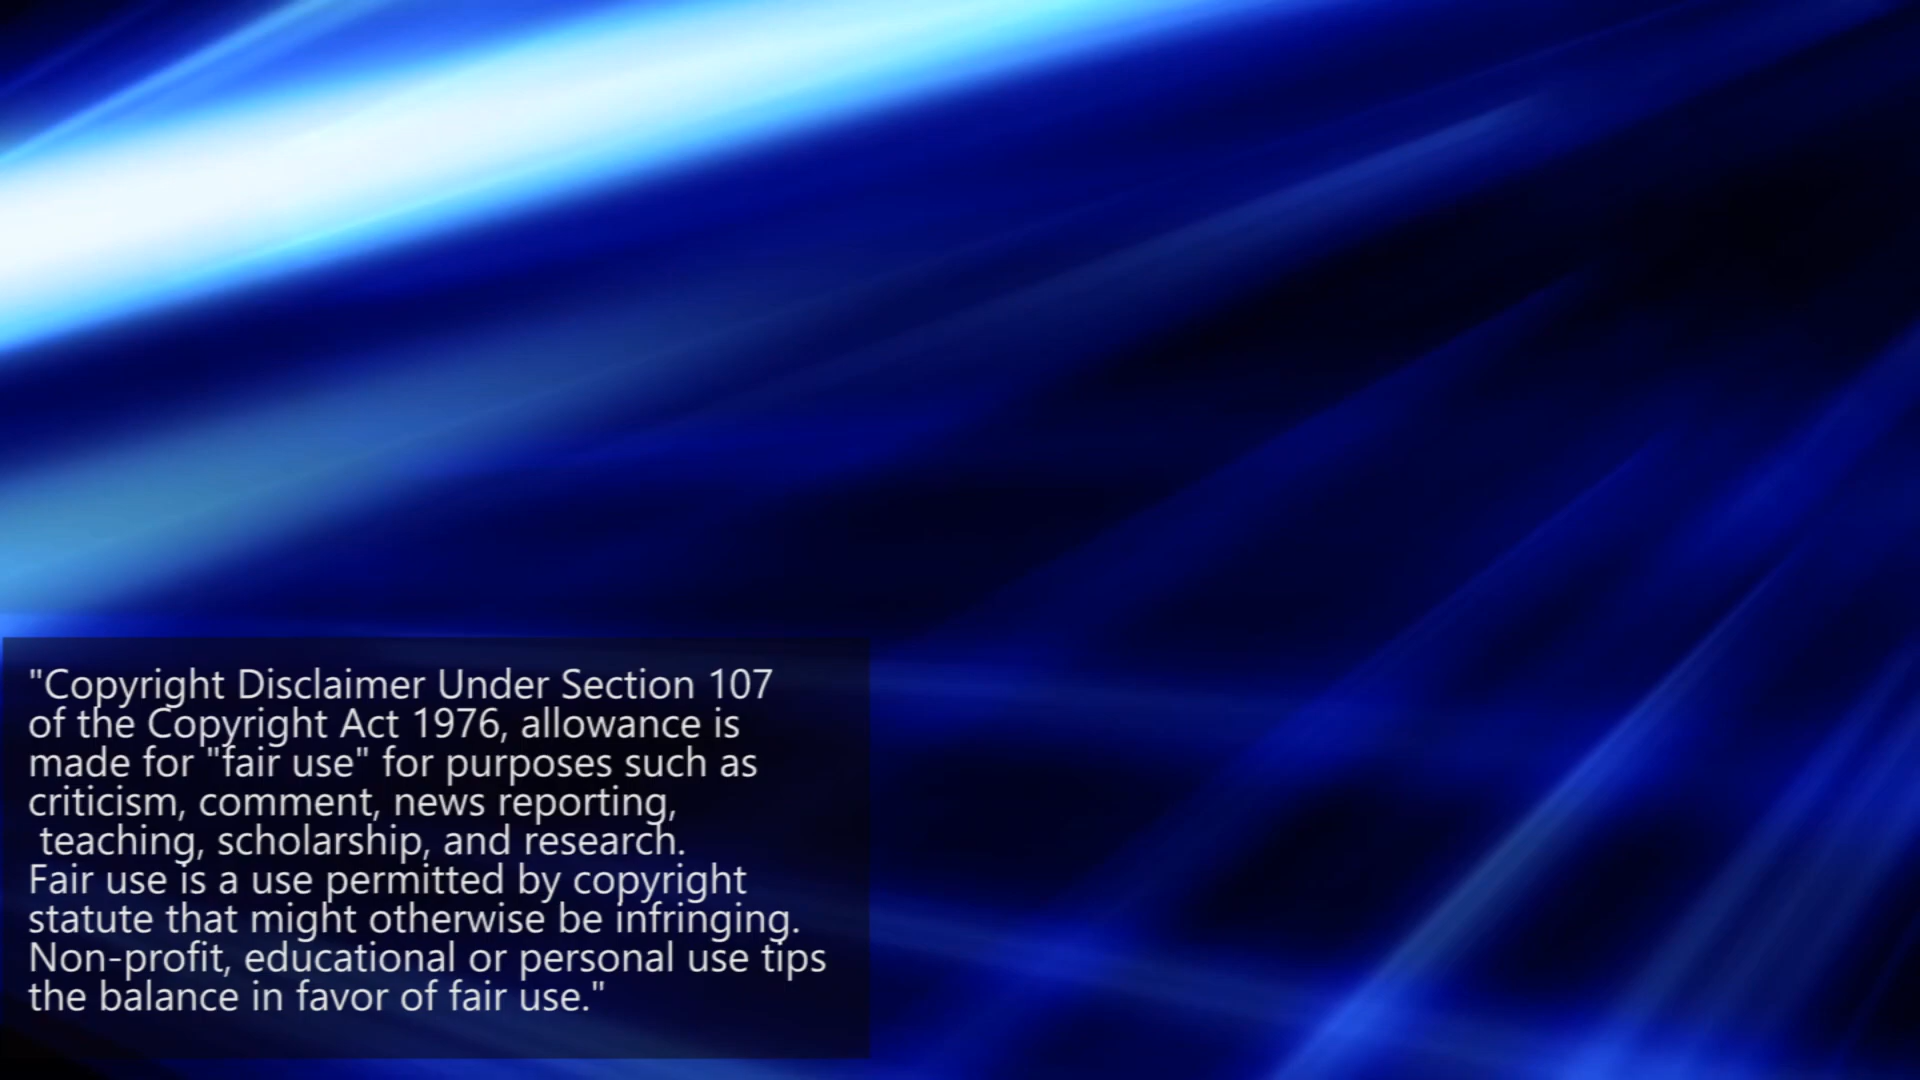 "Copyright Disclaimer Under Section 107
of the Copyright Act 1976, allowance is
made for "fair use" for purposes such as
criticism, comment, news reporting,
teaching, scholarship, and research.
Fair use is a use permitted by copyright
statute that might otherwise be infringing.
Non-profit, educational or personal use tips
the balance in favor of fair use."